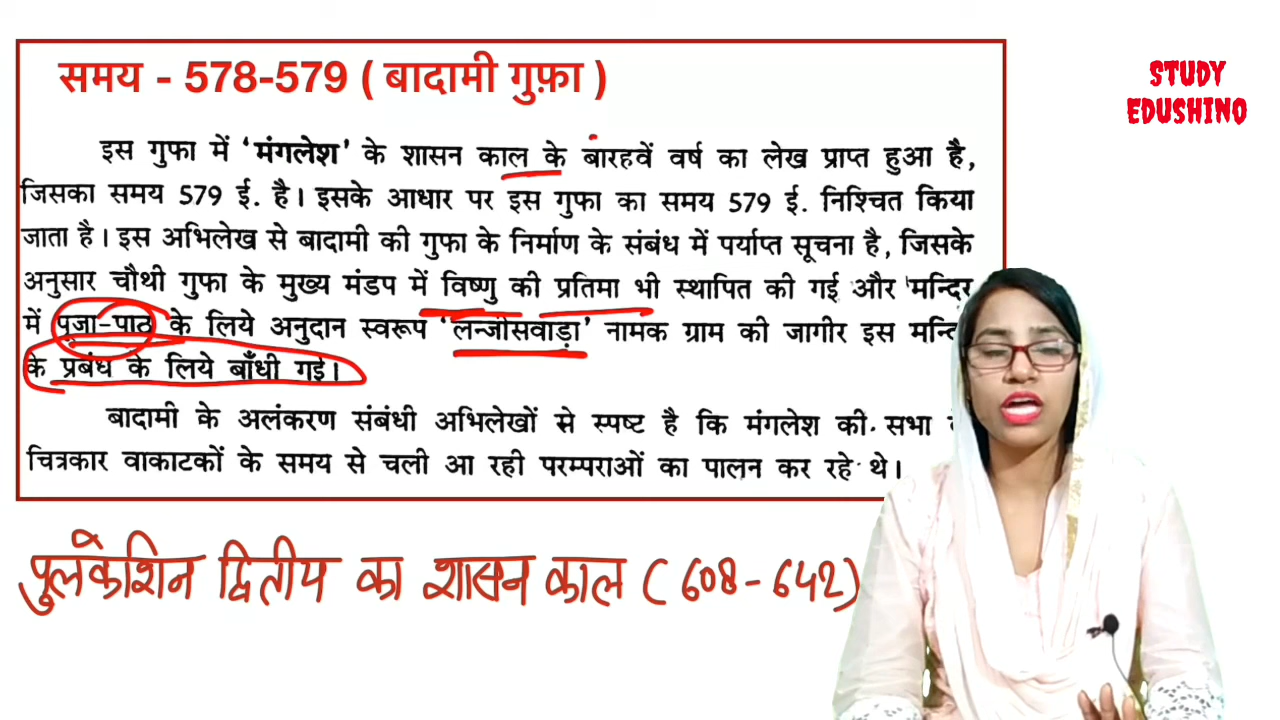 समय - 578-579 ( बादामी गुफ़ा )
STUDY
EDUSHINO
इस गुफा में ‘मंगलेश’ के शासन काल के बारहवें वर्ष का लेख प्राप्त हुआ है,
जिसका समय 579 ई. है। इसके आधार पर इस गुफा का समय 579 ई. निश्चित किया
जाता है। इस अभिलेख से बादामी की गुफा के निर्माण के संबंध में पर्याप्त सूचना है, जिसके
अनुसार चौथी गुफा के मुख्य मंडप में विष्णु की प्रतिमा भी स्थापित की गई और ‘मन्दिर
में पूजा-पाठ के लिये अनुदान स्वरूप ‘लन्जीसवाड़ा’ नामक ग्राम की जागीर इस
के प्रबंध के लिये बाँधी गई।
बादामी के अलंकरण संबंधी अभिलेखों से स्पष्ट है कि मंगलेश की सभा
चित्रकार वाकाटकों के समय से चली आ रही परम्पराओं का पालन कर रहे थे।
पुलकेशिन द्वितीय का शासन काल ( 608 - 642)